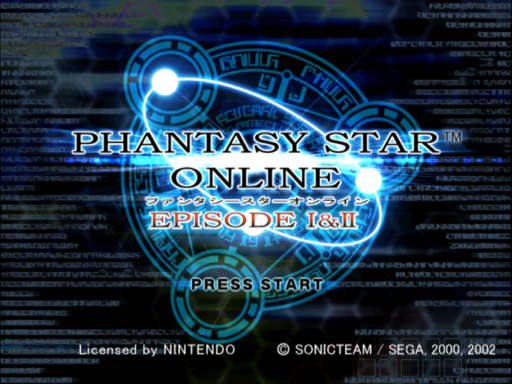 PHANTASY STAR™
ONLINE
ファンタシースターオンライン
EPISODE I&II
PRESS START
Licensed by NINTENDO © SONICTEAM / SEGA, 2000, 2002